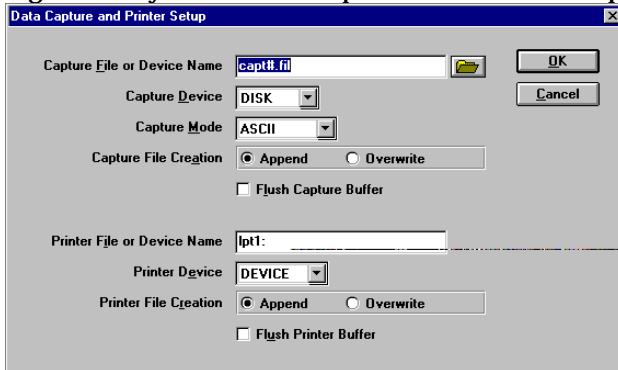 Data Capture and Printer Setup
Capture File or Device Name capt#.fil OK
Capture Device DISK Cancel
Capture Mode ASCII
Capture File Creation Append Overwrite
Flush Capture Buffer
Printer File or Device Name lpt1:
Printer Device DEVICE
Printer File Creation Append Overwrite
Flush Printer Buffer